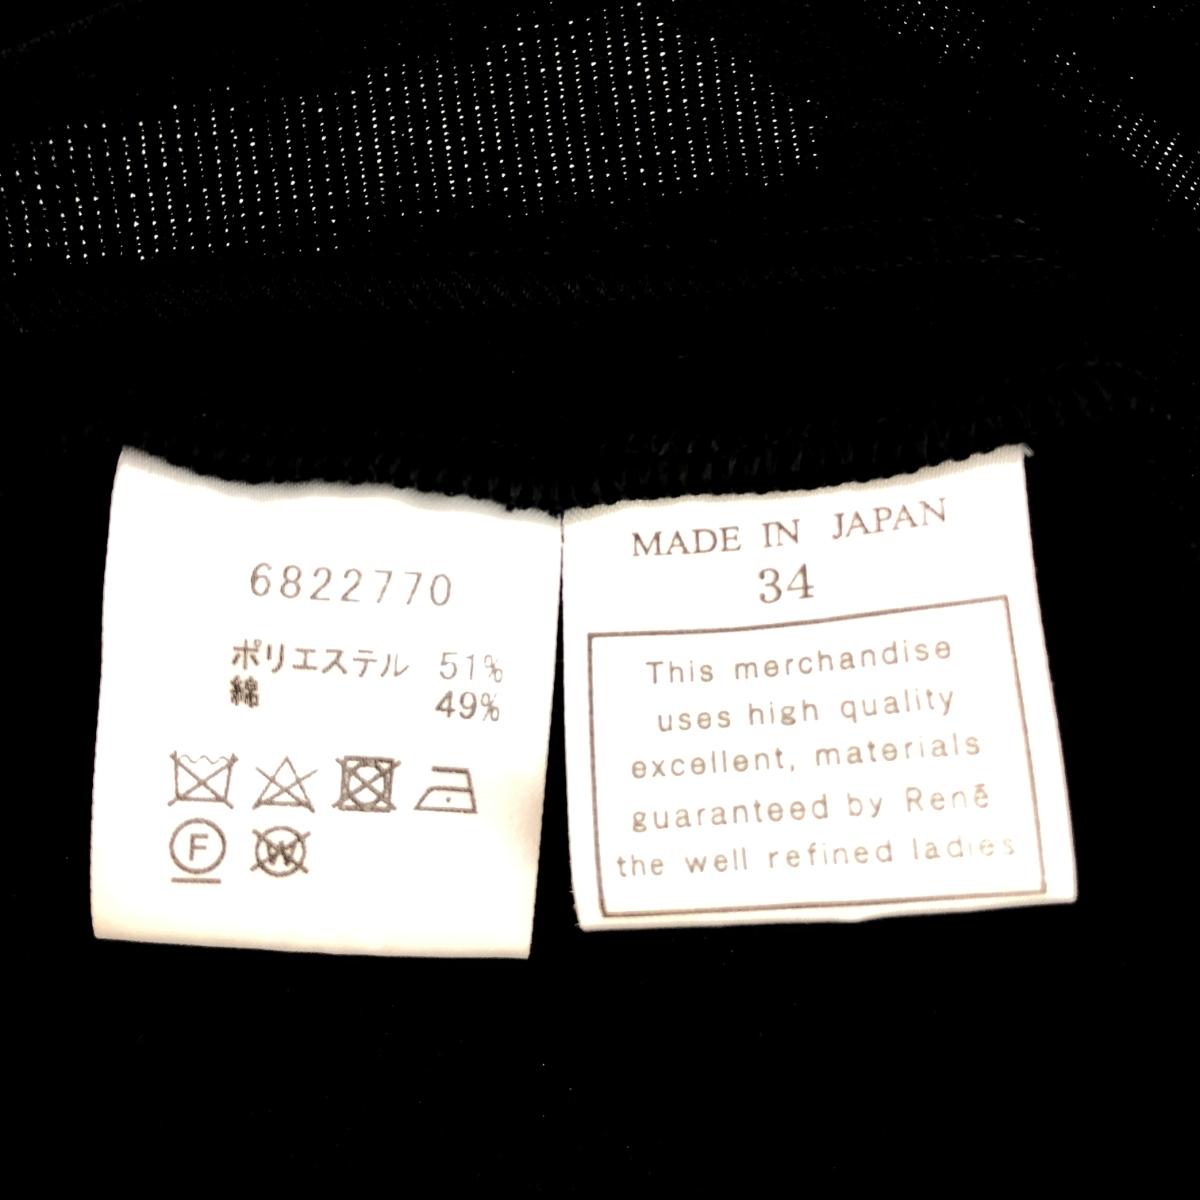 6822770
ポリエステル 51%
綿 49%
F
W
MADE IN JAPAN
34
This merchandise
uses high quality
excellent, materials
guaranteed by René
the well refined ladies